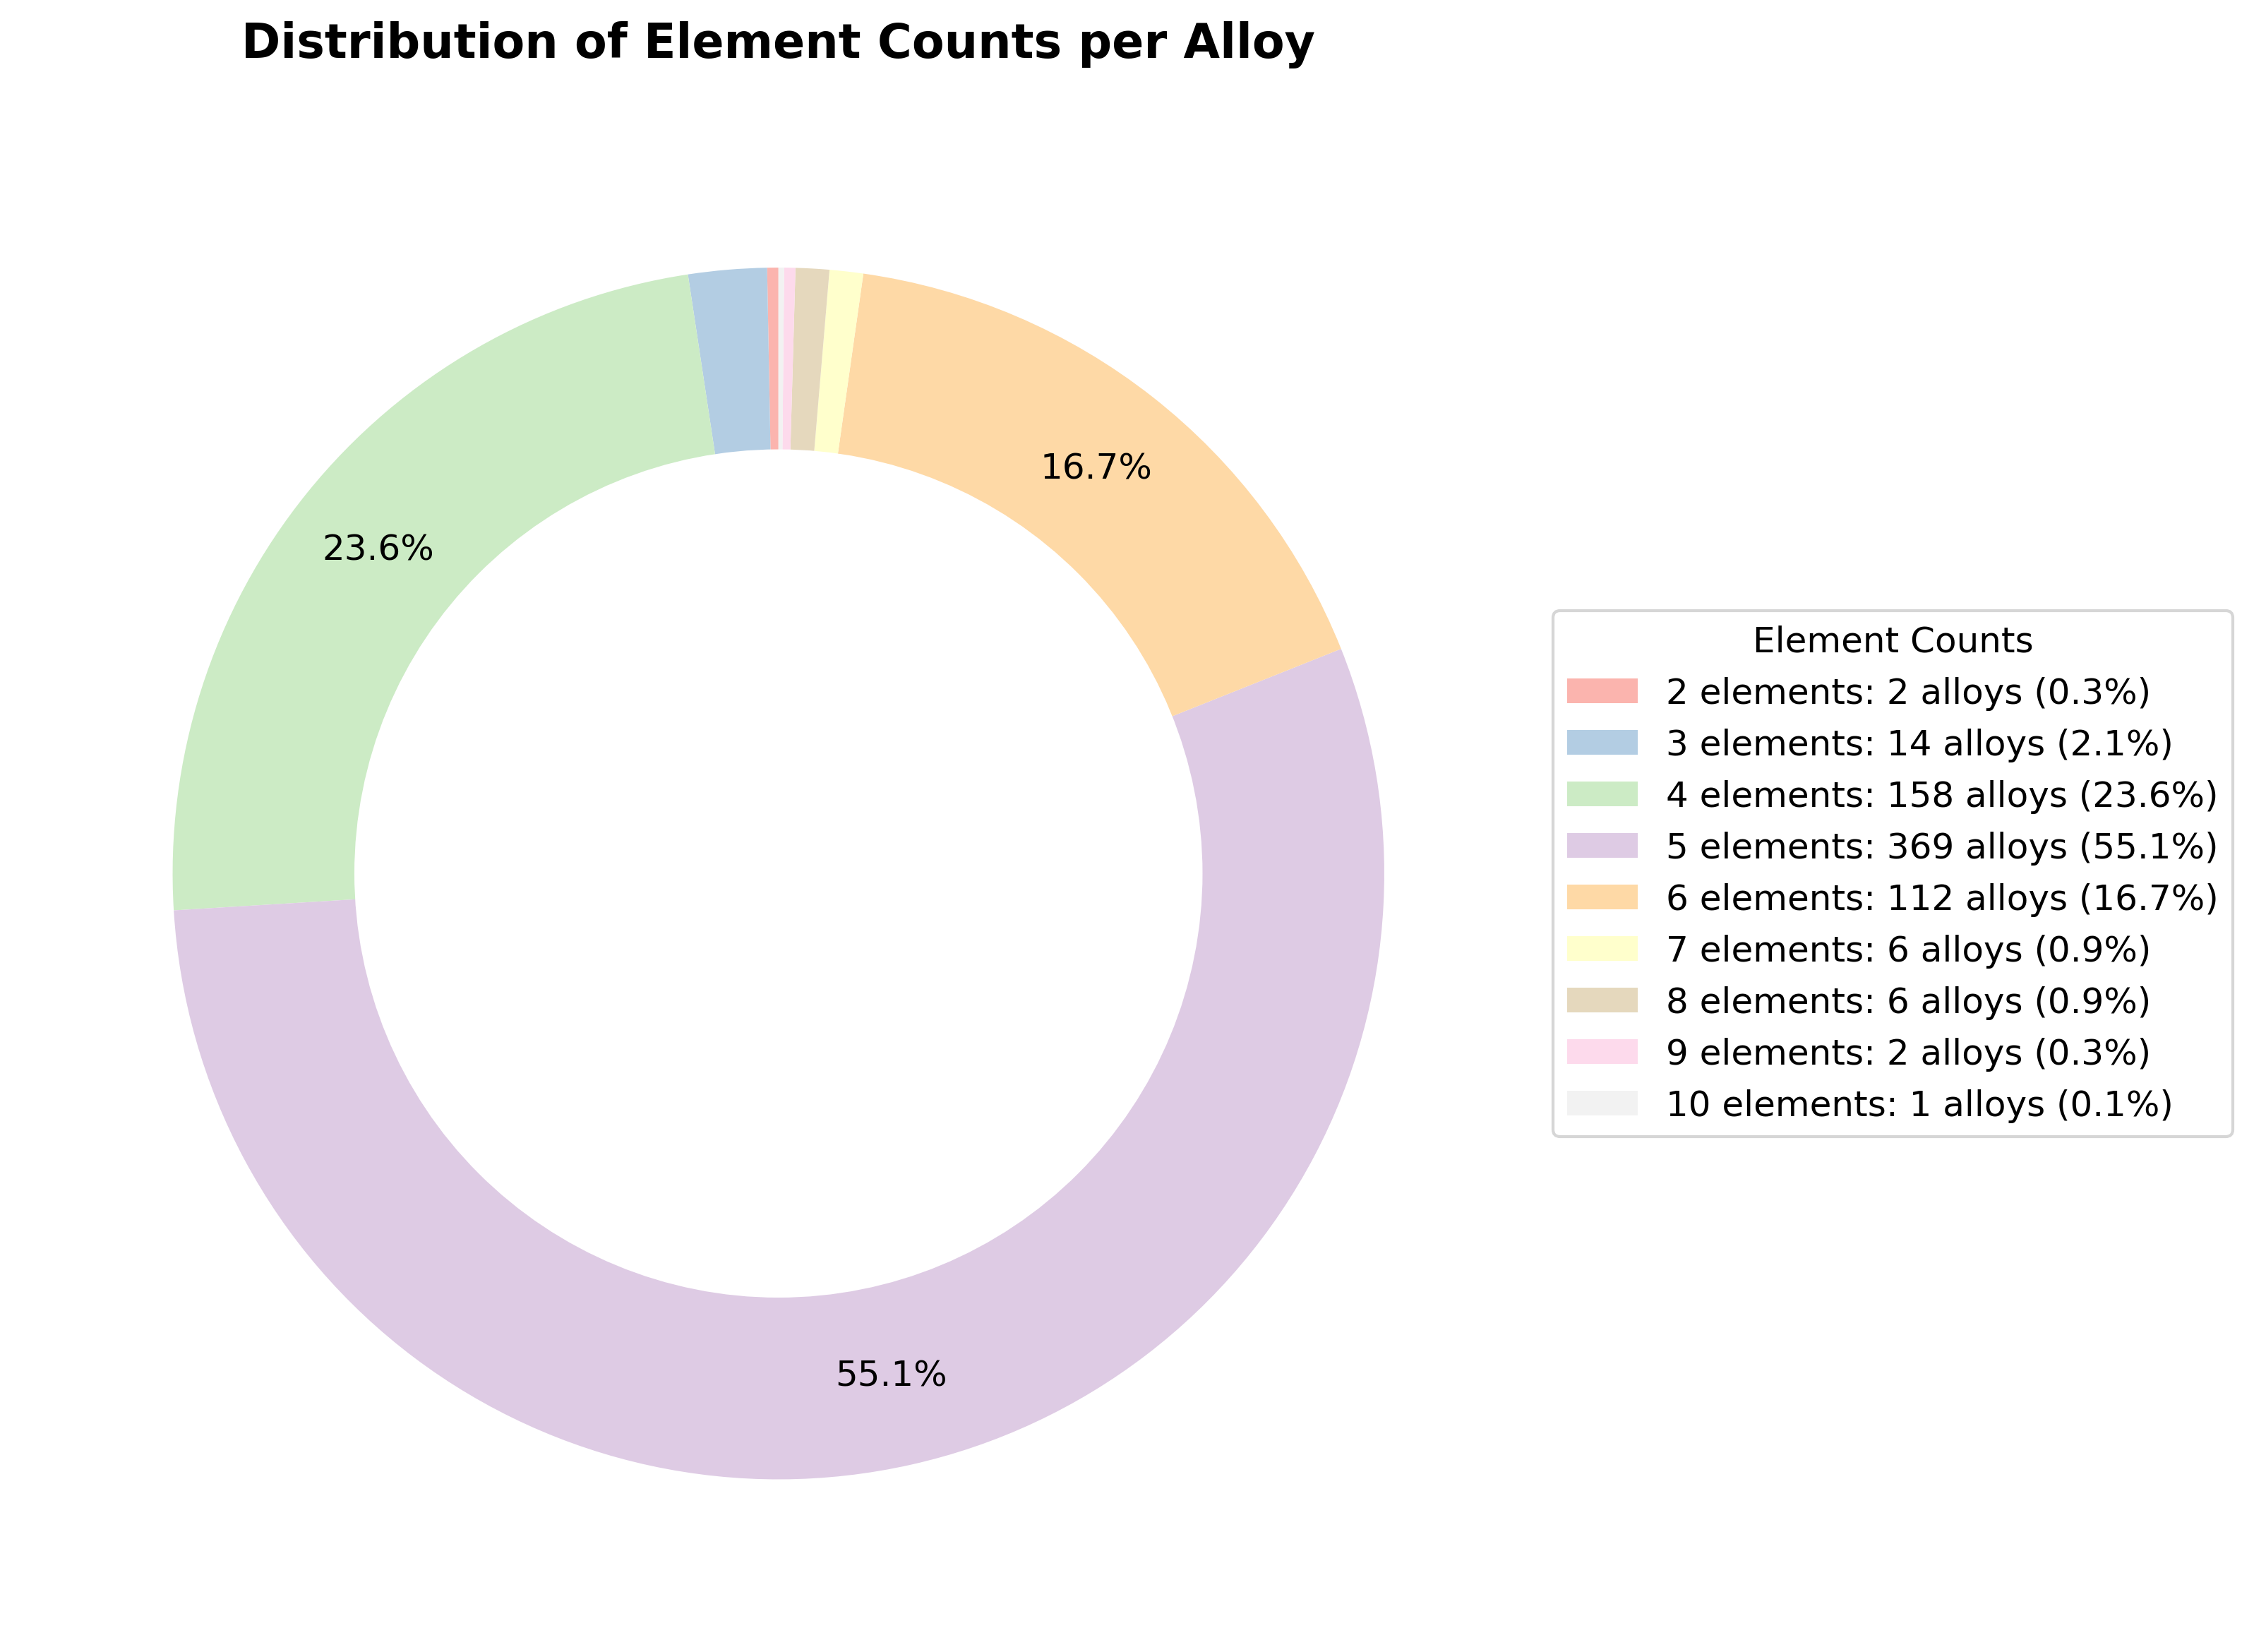 Distribution of Element Counts per Alloy
16.7%
23.6%
55.1%
Element Counts
2 elements: 2 alloys (0.3%)
3 elements: 14 alloys (2.1%)
4 elements: 158 alloys (23.6%)
5 elements: 369 alloys (55.1%)
6 elements: 112 alloys (16.7%)
7 elements: 6 alloys (0.9%)
8 elements: 6 alloys (0.9%)
9 elements: 2 alloys (0.3%)
10 elements: 1 alloys (0.1%)